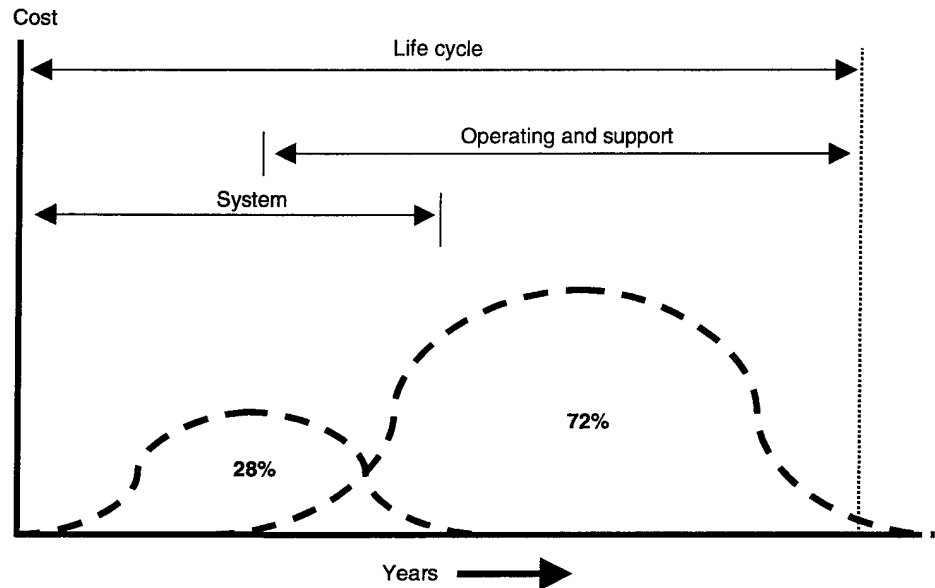 Cost
Life cycle
Operating and support
System
72%
28%
Years